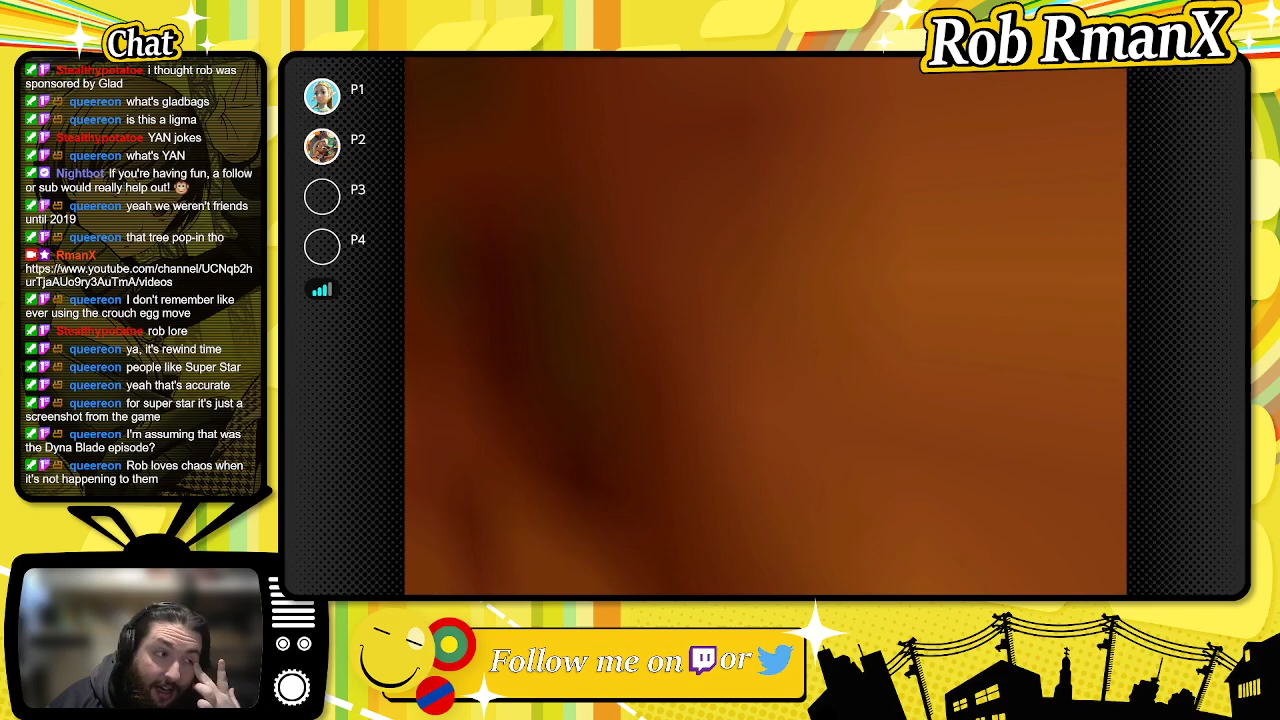 Chat
Rob RmanX
Stealthypotatoe i thought rob was
sponsored by Glad
queereon what's gladbags
queereon is this a ligma
Stealthypotatoe YAN jokes
queereon what's YAN
Nightbot If you're having fun, a follow
or sub would really help out!
queereon yeah we weren't friends
until 2019
queereon that tree pop-in tho
RmanX
https://www.youtube.com/channel/UCNqb2h
urTjaAUo9ry3AuTmA/videos
queereon I don't remember like
ever using the crouch egg move
Stealthypotatoe rob lore
queereon ya, it's rewind time
queereon people like Super Star
queereon yeah that's accurate
queereon for super star it's just a
screenshot from the game
queereon I'm assuming that was
the Dyna Blade episode?
queereon Rob loves chaos when
it's not happening to them
P1
P2
P3
P4
Follow me on or